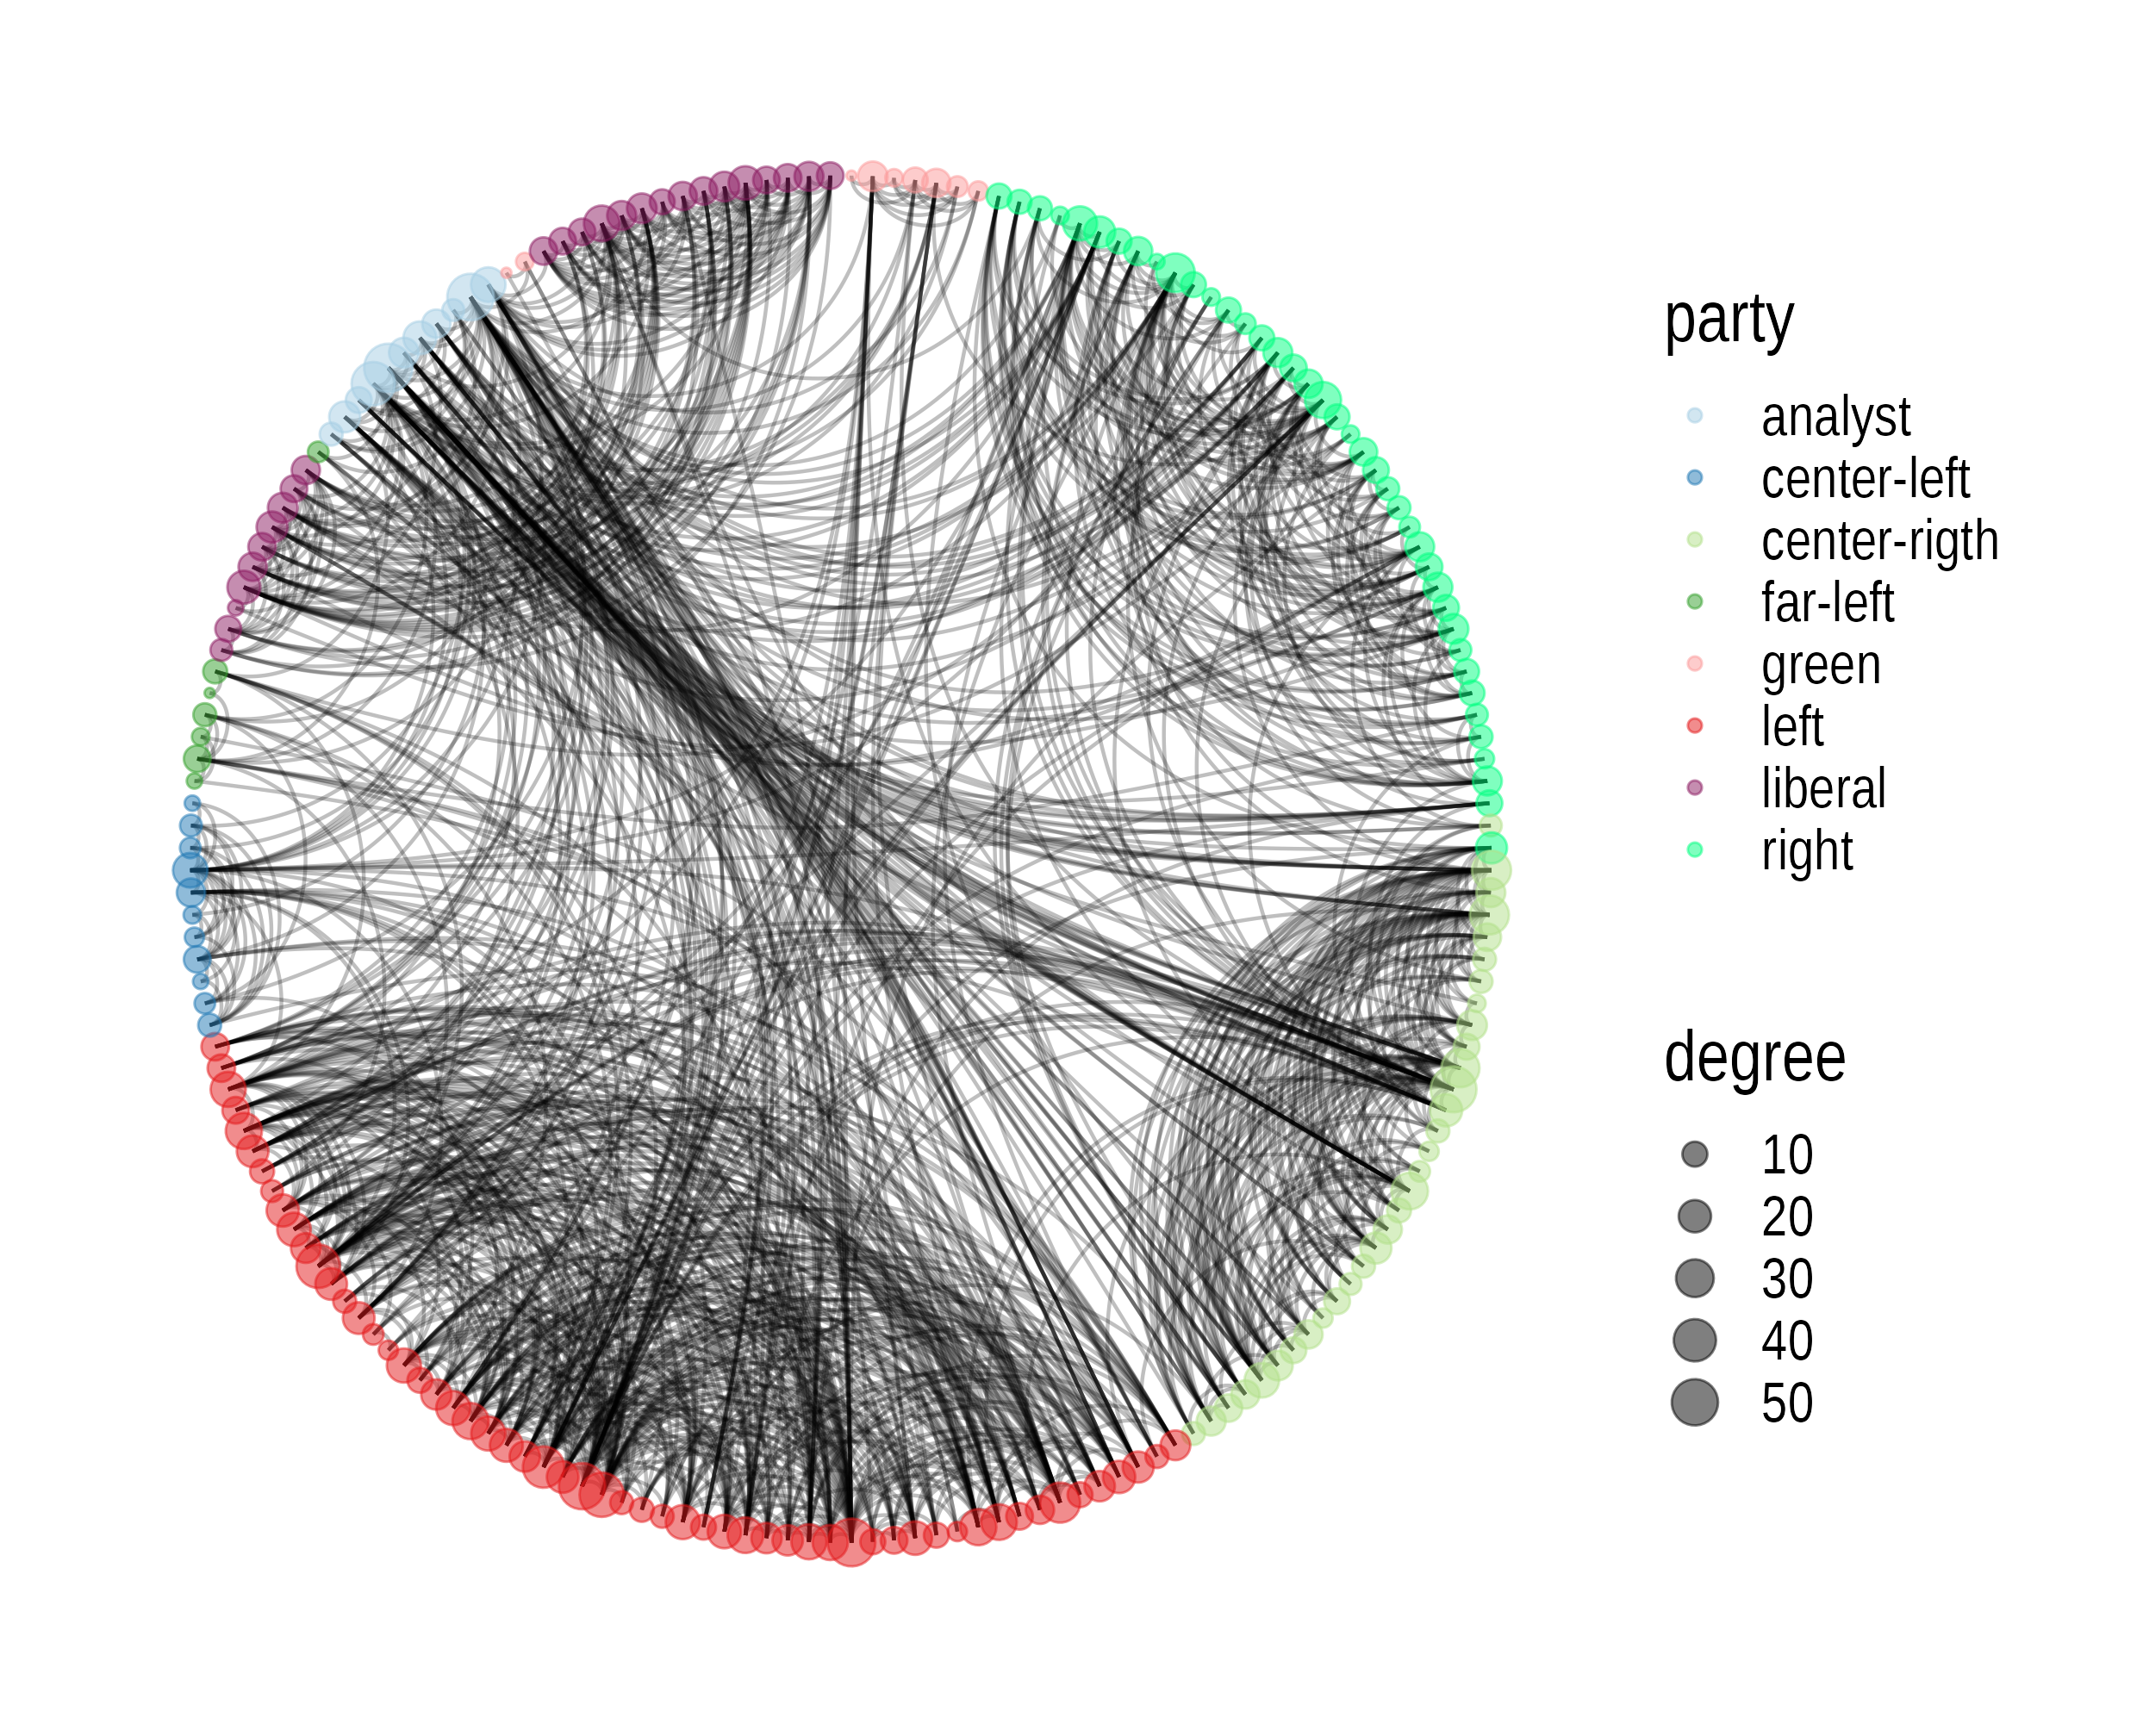 party
analyst
center-left
center-rigth
far-left
green
left
liberal
right
degree
10
20
30
40
50